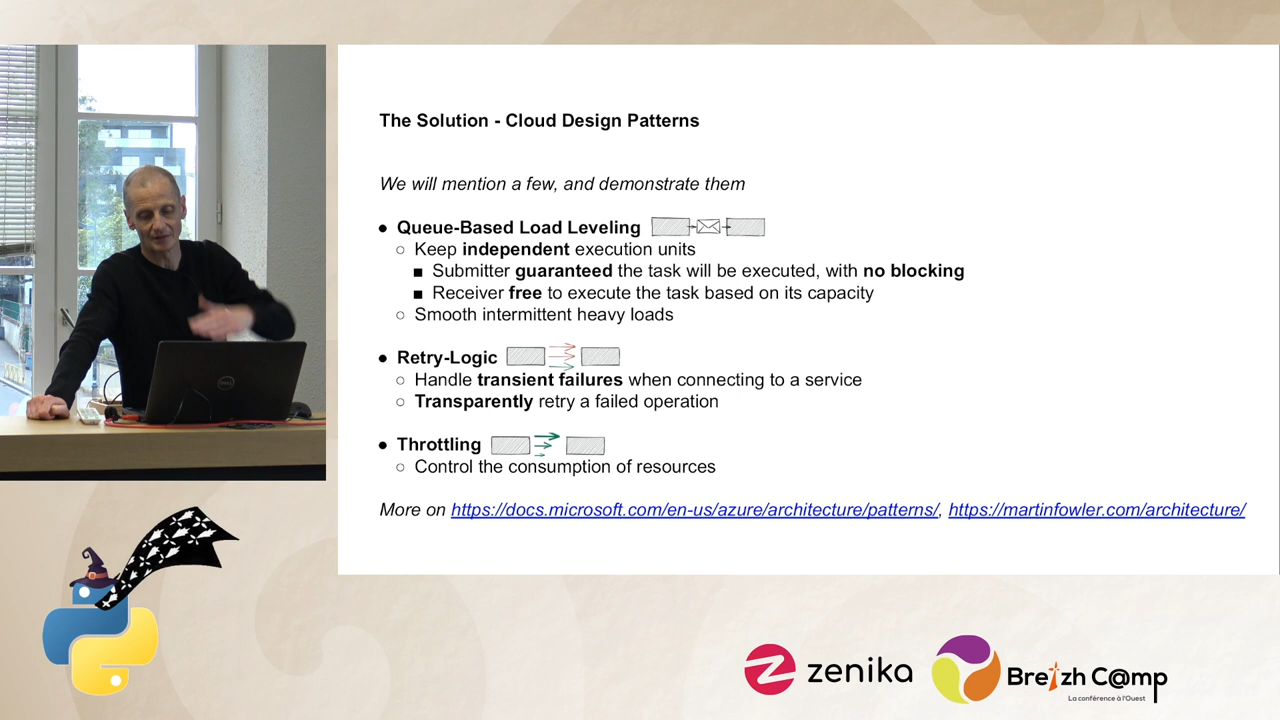 The Solution - Cloud Design Patterns
We will mention a few, and demonstrate them
● Queue-Based Load Leveling
○ Keep independent execution units
■ Submitter guaranteed the task will be executed, with no blocking
■ Receiver free to execute the task based on its capacity
○ Smooth intermittent heavy loads
● Retry-Logic
○ Handle transient failures when connecting to a service
○ Transparently retry a failed operation
● Throttling
○ Control the consumption of resources
More on https://docs.microsoft.com/en-us/azure/architecture/patterns/, https://martinfowler.com/architecture/
DELL
zenika
Breizh C@mp
La conférence à l'Ouest